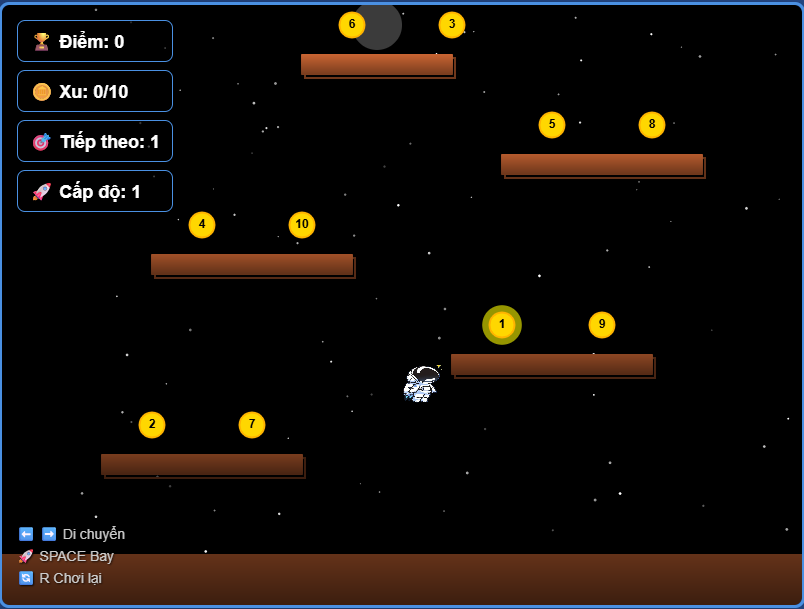 Điểm: 0
Xu: 0/10
Tiếp theo: 1
Cấp độ: 1
6 3
5 8
4 10
1 9
2 7
Di chuyển
SPACE Bay
R Chơi lại